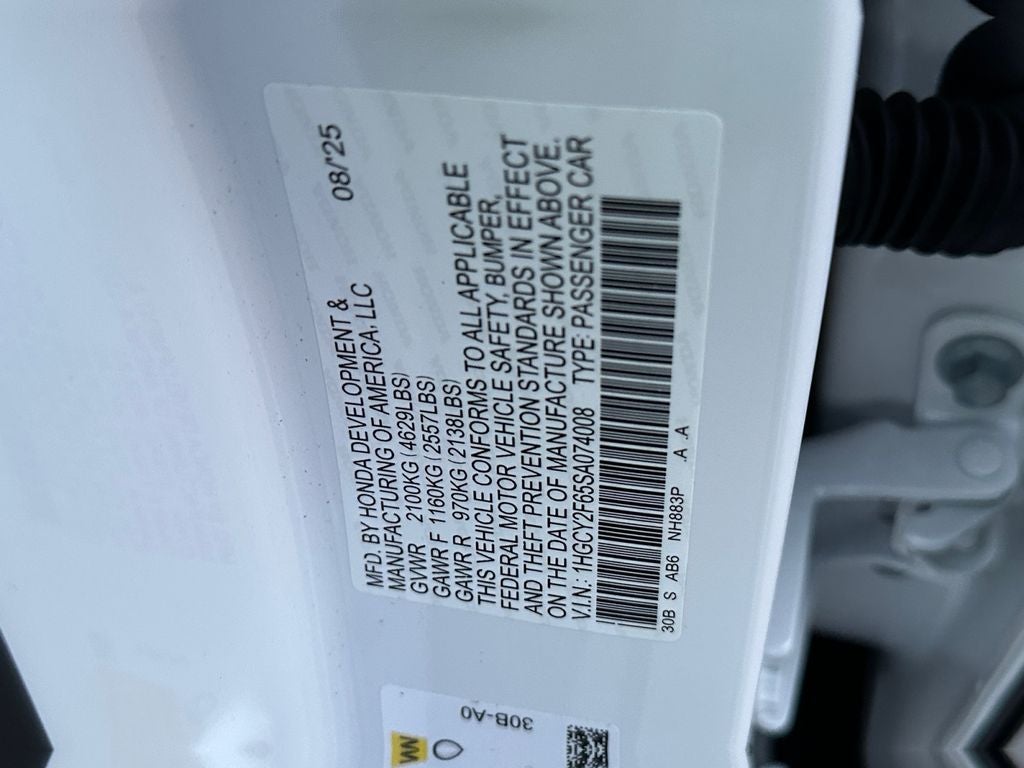 MFD. BY HONDA DEVELOPMENT & 08/'25
MANUFACTURING OF AMERICA, LLC
GVWR 2100KG (4629LBS)
GAWR F 1160KG (2557LBS)
GAWR R 970KG (2138LBS)
THIS VEHICLE CONFORMS TO ALL APPLICABLE
FEDERAL MOTOR VEHICLE SAFETY, BUMPER,
AND THEFT PREVENTION STANDARDS IN EFFECT
ON THE DATE OF MANUFACTURE SHOWN ABOVE.
V.I.N.: 1HGCY2F65SA074008 TYPE: PASSENGER CAR
30B S AB6 NH883P A A
30B-A0